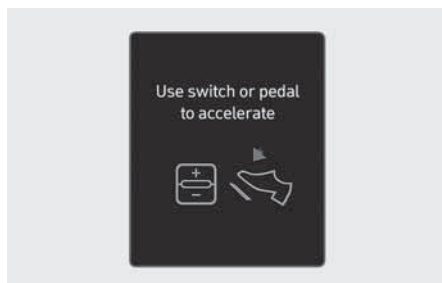 Use switch or pedal
to accelerate
+
−